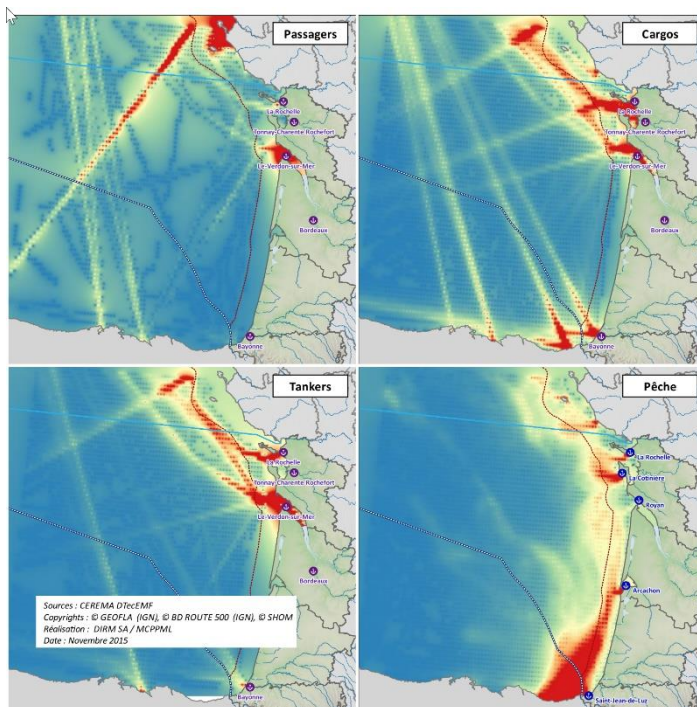 Passagers
La Rochelle
Tonnay-Charente Rochefort
Le-Verdon-sur-Mer
Bordeaux
Bayonne
Cargos
La Rochelle
Tonnay-Charente Rochefort
Le-Verdon-sur-Mer
Bordeaux
Bayonne
Tankers
La Rochelle
Tonnay-Charente Rochefort
Le-Verdon-sur-Mer
Bordeaux
Sources : CEREMA DTecEMF
Copyrights : © GEOFLA (IGN), © BD ROUTE 500 (IGN), © SHOM
Réalisation : DIRM SA / MCPPML
Date : Novembre 2015
Bayonne
Pêche
La Rochelle
La Cotinière
Royan
Arcachon
Saint-Jean-de-Luz